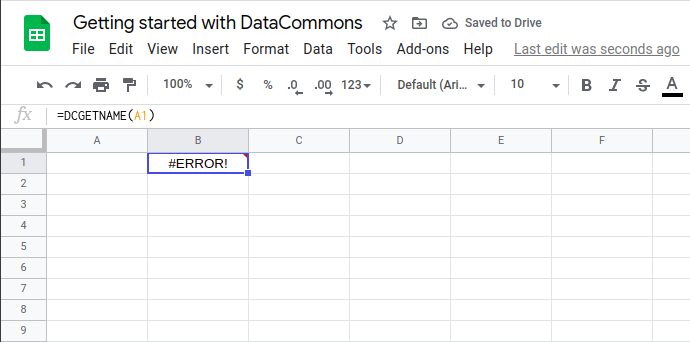 Getting started with DataCommons Saved to Drive
File Edit View Insert Format Data Tools Add-ons Help Last edit was seconds ago
100% $ % .0 .00 123 Default (Ari... 10 B I S A
fx =DCGETNAME(A1)
A B C D E F
1 #ERROR!
2
3
4
5
6
7
8
9